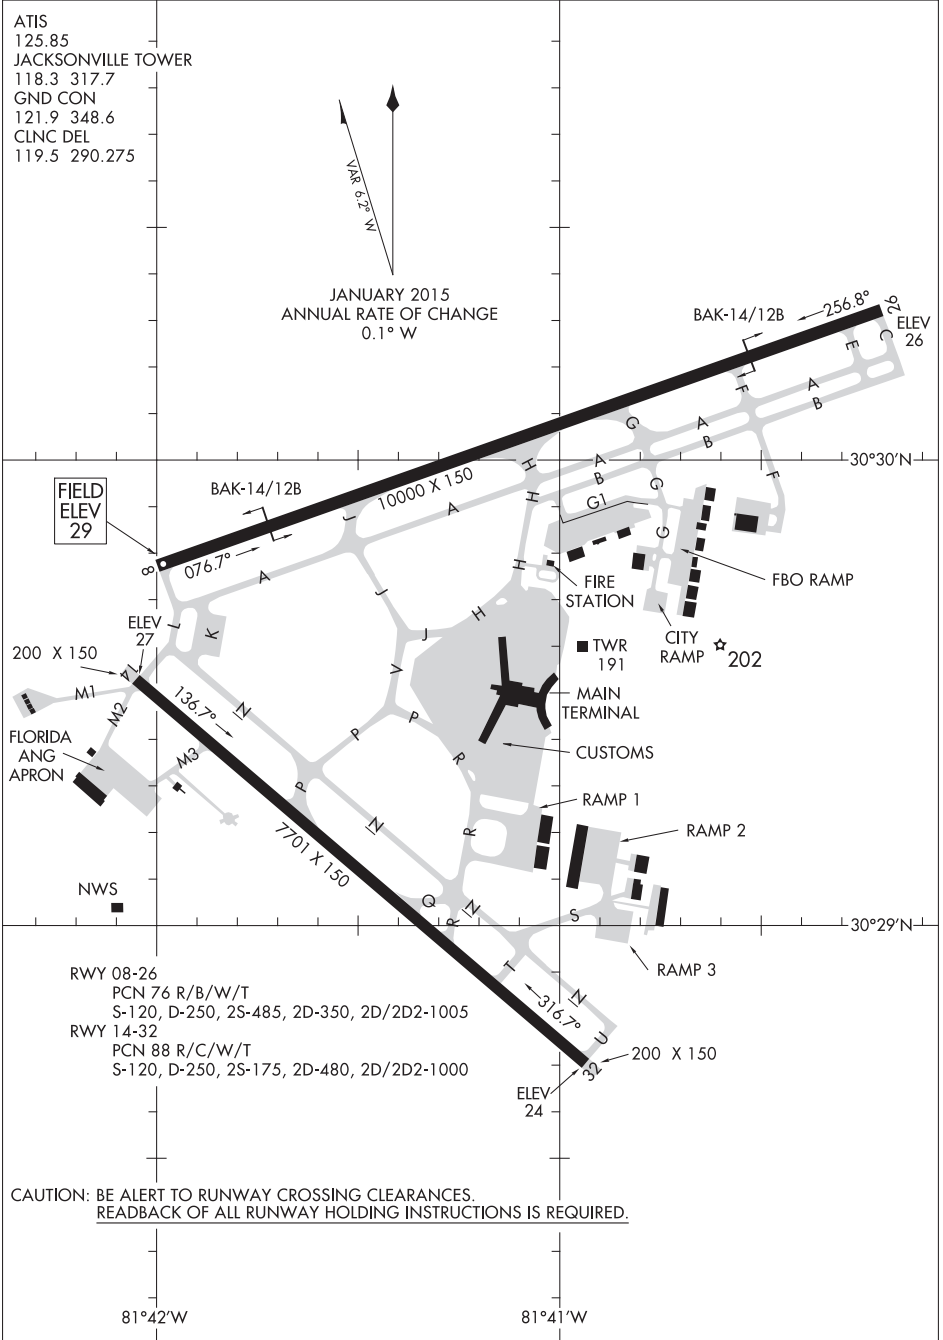 ATIS
125.85
JACKSONVILLE TOWER
118.3 317.7
GND CON
121.9 348.6
CLNC DEL
119.5 290.275
VAR 6.2° W
JANUARY 2015
ANNUAL RATE OF CHANGE
0.1° W
BAK-14/12B
256.8°
26
ELEV
26
C
E
F
A
B
A
B
G
H
A
B
F
30°30'N
FIELD
ELEV
29
BAK-14/12B
10000 X 150
J
A
H
G1
G
G
8
076.7°
A
J
H
FIRE
STATION
FBO RAMP
ELEV
27
L
K
J
H
CITY
RAMP
TWR
191
202
200 X 150
14
M1
M2
136.7°
N
V
P
P
MAIN
TERMINAL
CUSTOMS
FLORIDA
ANG
APRON
M3
P
R
RAMP 1
7701 X 150
N
R
RAMP 2
NWS
Q
N
R
S
30°29'N
RAMP 3
T
N
316.7°
U
RWY 08-26
PCN 76 R/B/W/T
S-120, D-250, 2S-485, 2D-350, 2D/2D2-1005
RWY 14-32
PCN 88 R/C/W/T
S-120, D-250, 2S-175, 2D-480, 2D/2D2-1000
32
200 X 150
ELEV
24
CAUTION: BE ALERT TO RUNWAY CROSSING CLEARANCES.
READBACK OF ALL RUNWAY HOLDING INSTRUCTIONS IS REQUIRED.
81°42'W
81°41'W